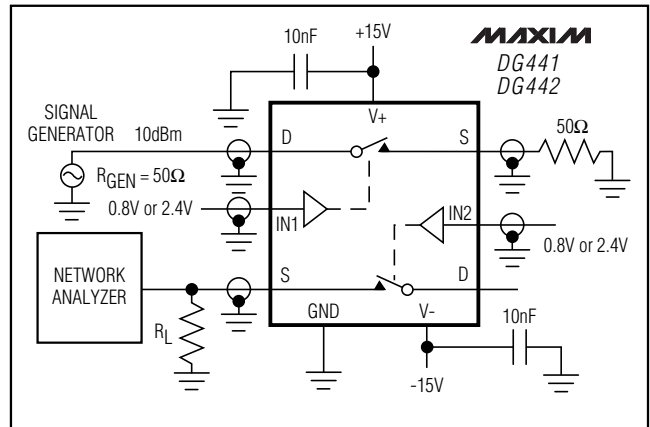 10nF
+15V
MAXIM
DG441
DG442
SIGNAL
GENERATOR
10dBm
V+
D
S
50Ω
RGEN = 50Ω
0.8V or 2.4V
IN1
IN2
0.8V or 2.4V
NETWORK
ANALYZER
S
D
RL
GND
V-
10nF
-15V